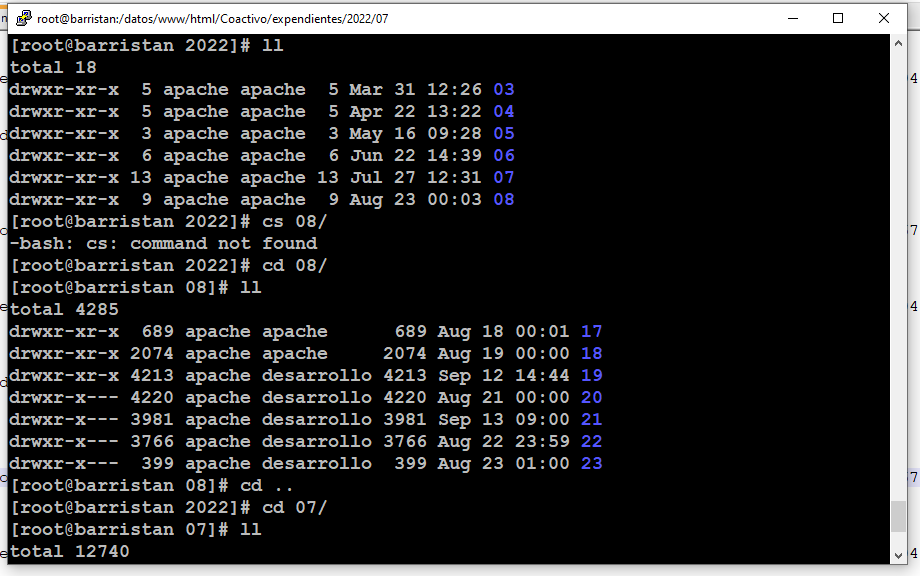 root@barristan:/datos/www/html/Coactivo/expendientes/2022/07
[root@barristan 2022]# ll
total 18
drwxr-xr-x  5 apache apache  5 Mar 31 12:26 03
drwxr-xr-x  5 apache apache  5 Apr 22 13:22 04
drwxr-xr-x  3 apache apache  3 May 16 09:28 05
drwxr-xr-x  6 apache apache  6 Jun 22 14:39 06
drwxr-xr-x 13 apache apache 13 Jul 27 12:31 07
drwxr-xr-x  9 apache apache  9 Aug 23 00:03 08
[root@barristan 2022]# cs 08/
-bash: cs: command not found
[root@barristan 2022]# cd 08/
[root@barristan 08]# ll
total 4285
drwxr-xr-x  689 apache apache      689 Aug 18 00:01 17
drwxr-xr-x 2074 apache apache     2074 Aug 19 00:00 18
drwxr-xr-x 4213 apache desarrollo 4213 Sep 12 14:44 19
drwxr-x--- 4220 apache desarrollo 4220 Aug 21 00:00 20
drwxr-x--- 3981 apache desarrollo 3981 Sep 13 09:00 21
drwxr-x--- 3766 apache desarrollo 3766 Aug 22 23:59 22
drwxr-x---  399 apache desarrollo  399 Aug 23 01:00 23
[root@barristan 08]# cd ..
[root@barristan 2022]# cd 07/
[root@barristan 07]# ll
total 12740